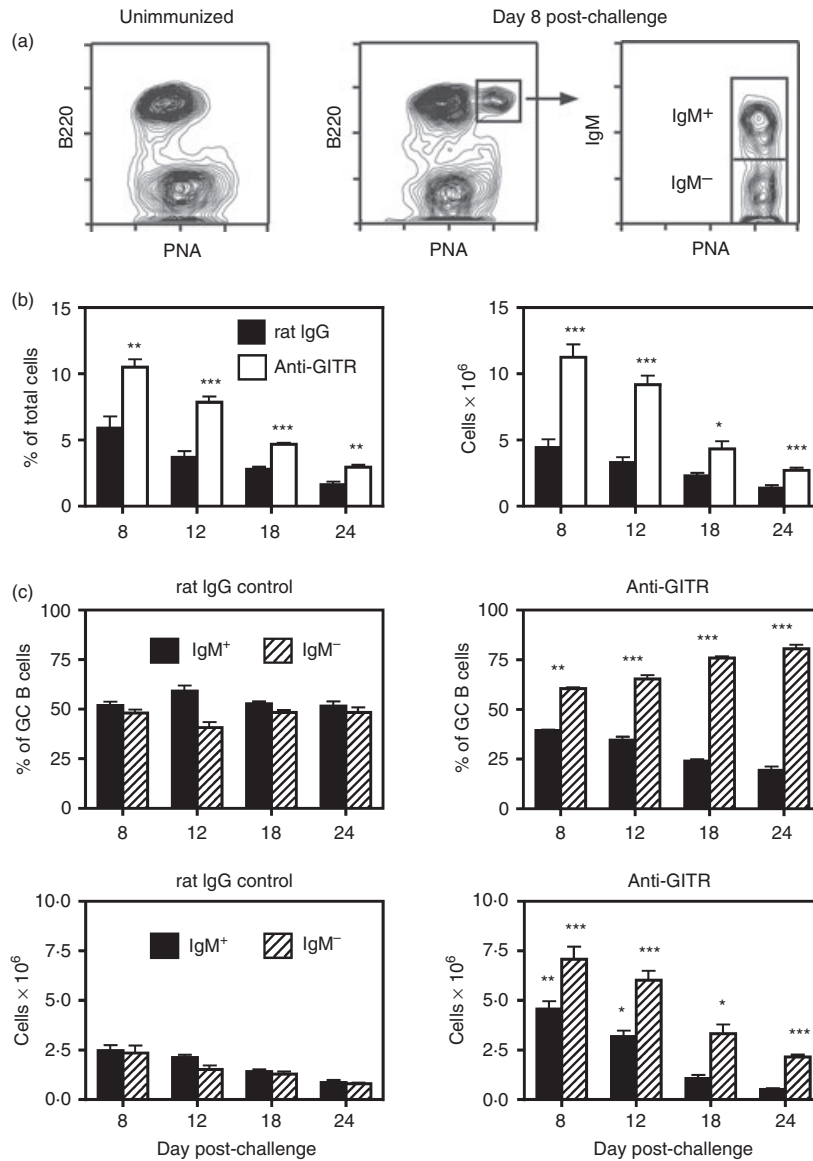 Unimmunized
Day 8 post-challenge
(a)
B220
PNA
B220
PNA
IgM
IgM+
IgM–
PNA
(b)
15
10
5
0
% of total cells
rat IgG
Anti-GITR
**
***
***
**
8 12 18 24
15
10
5
0
Cells × 10⁶
***
***
*
***
8 12 18 24
(c)
rat IgG control
100
75
50
25
0
% of GC B cells
IgM⁺ IgM⁻
8 12 18 24
Anti-GITR
100
75
50
25
0
% of GC B cells
**
***
***
***
8 12 18 24
rat IgG control
10·0
7·5
5·0
2·5
0·0
Cells × 10⁶
IgM⁺ IgM⁻
8 12 18 24
Day post-challenge
Anti-GITR
10·0
7·5
5·0
2·5
0·0
Cells × 10⁶
**
***
*
***
*
***
8 12 18 24
Day post-challenge